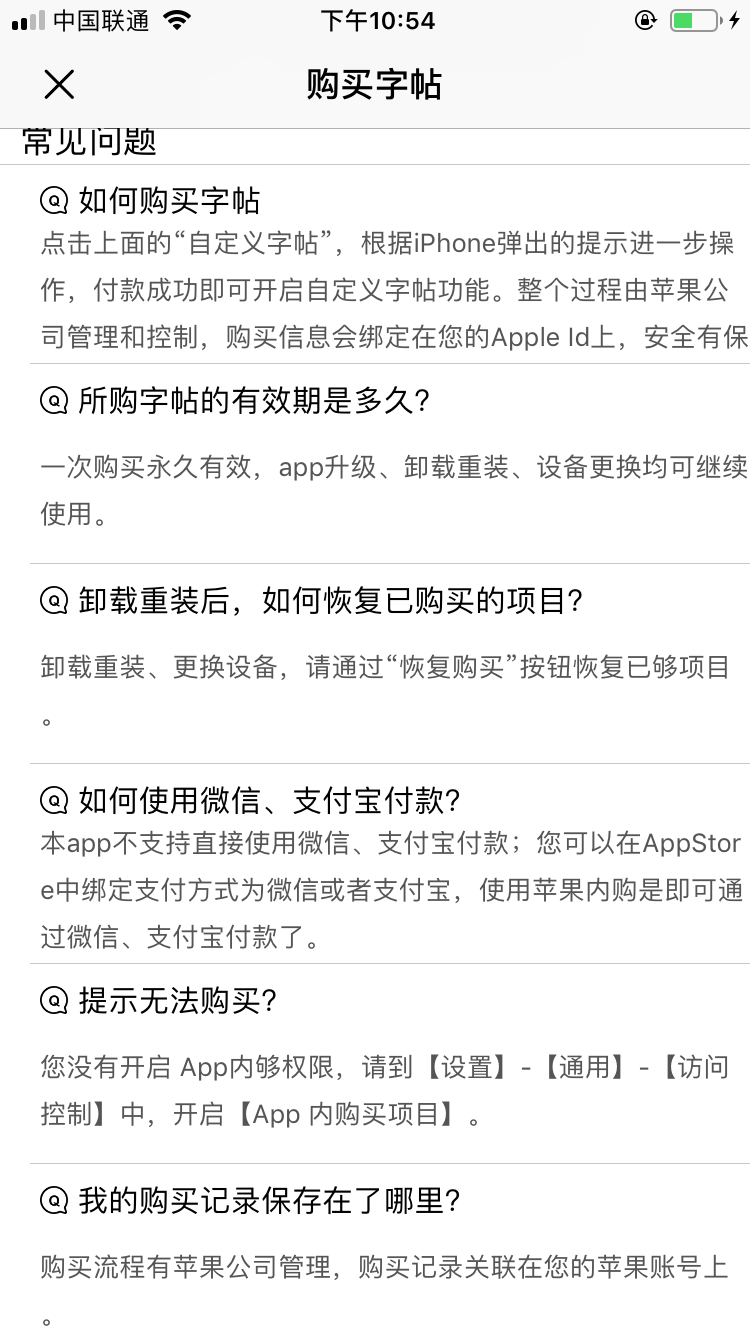 中国联通
下午10:54
购买字帖
常见问题
如何购买字帖
点击上面的“自定义字帖”，根据iPhone弹出的提示进一步操
作，付款成功即可开启自定义字帖功能。整个过程由苹果公
司管理和控制，购买信息会绑定在您的Apple Id上，安全有保
所购字帖的有效期是多久？
一次购买永久有效，app升级、卸载重装、设备更换均可继续
使用。
卸载重装后，如何恢复已购买的项目？
卸载重装、更换设备，请通过“恢复购买”按钮恢复已够项目
。
如何使用微信、支付宝付款？
本app不支持直接使用微信、支付宝付款；您可以在AppStor
e中绑定支付方式为微信或者支付宝，使用苹果内购是即可通
过微信、支付宝付款了。
提示无法购买？
您没有开启 App内够权限，请到【设置】-【通用】-【访问
控制】中，开启【App 内购买项目】。
我的购买记录保存在了哪里？
购买流程有苹果公司管理，购买记录关联在您的苹果账号上
。